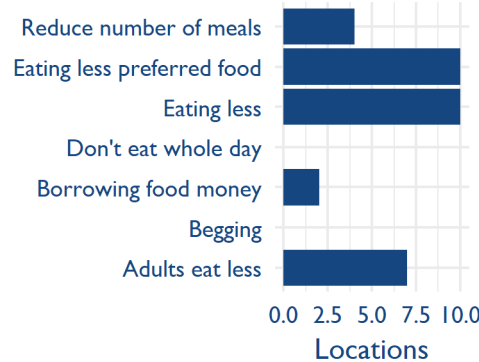 Reduce number of meals
Eating less preferred food
Eating less
Don't eat whole day
Borrowing food money
Begging
Adults eat less
0.0 2.5 5.0 7.5 10.0
Locations